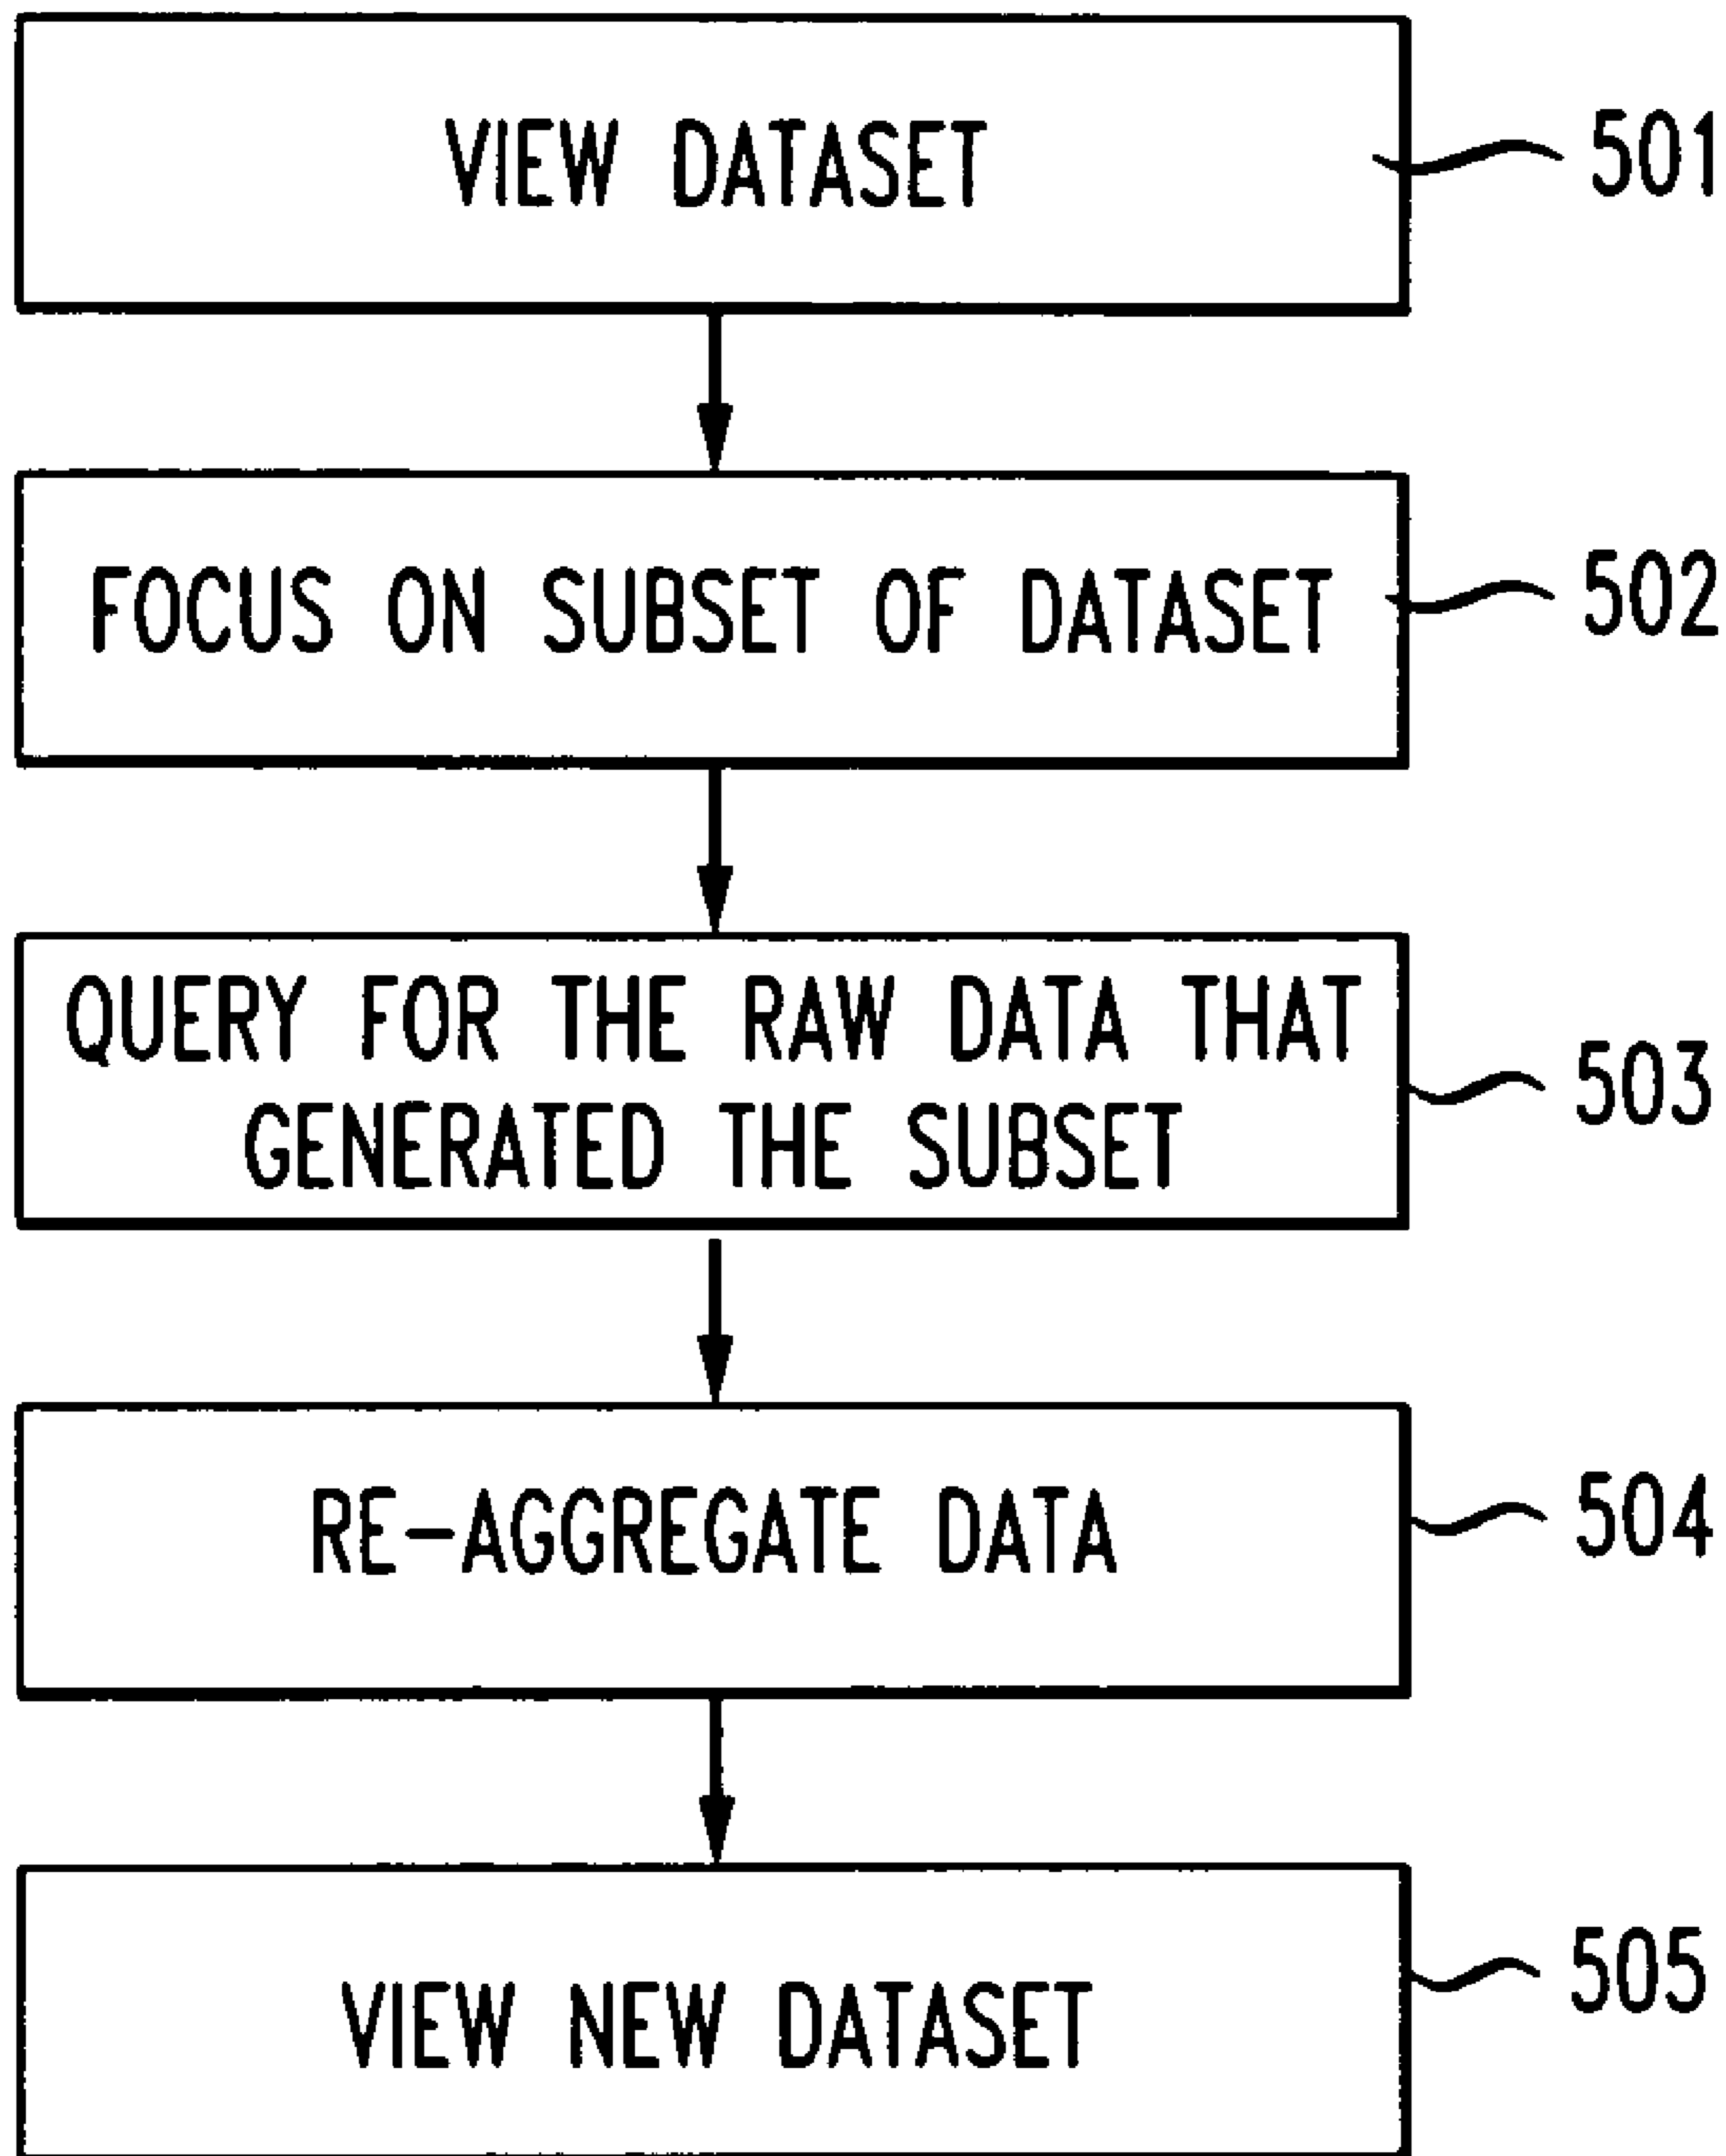 VIEW DATASET
501
FOCUS ON SUBSET OF DATASET
502
QUERY FOR THE RAW DATA THAT
GENERATED THE SUBSET
503
RE-AGGREGATE DATA
504
VIEW NEW DATASET
505